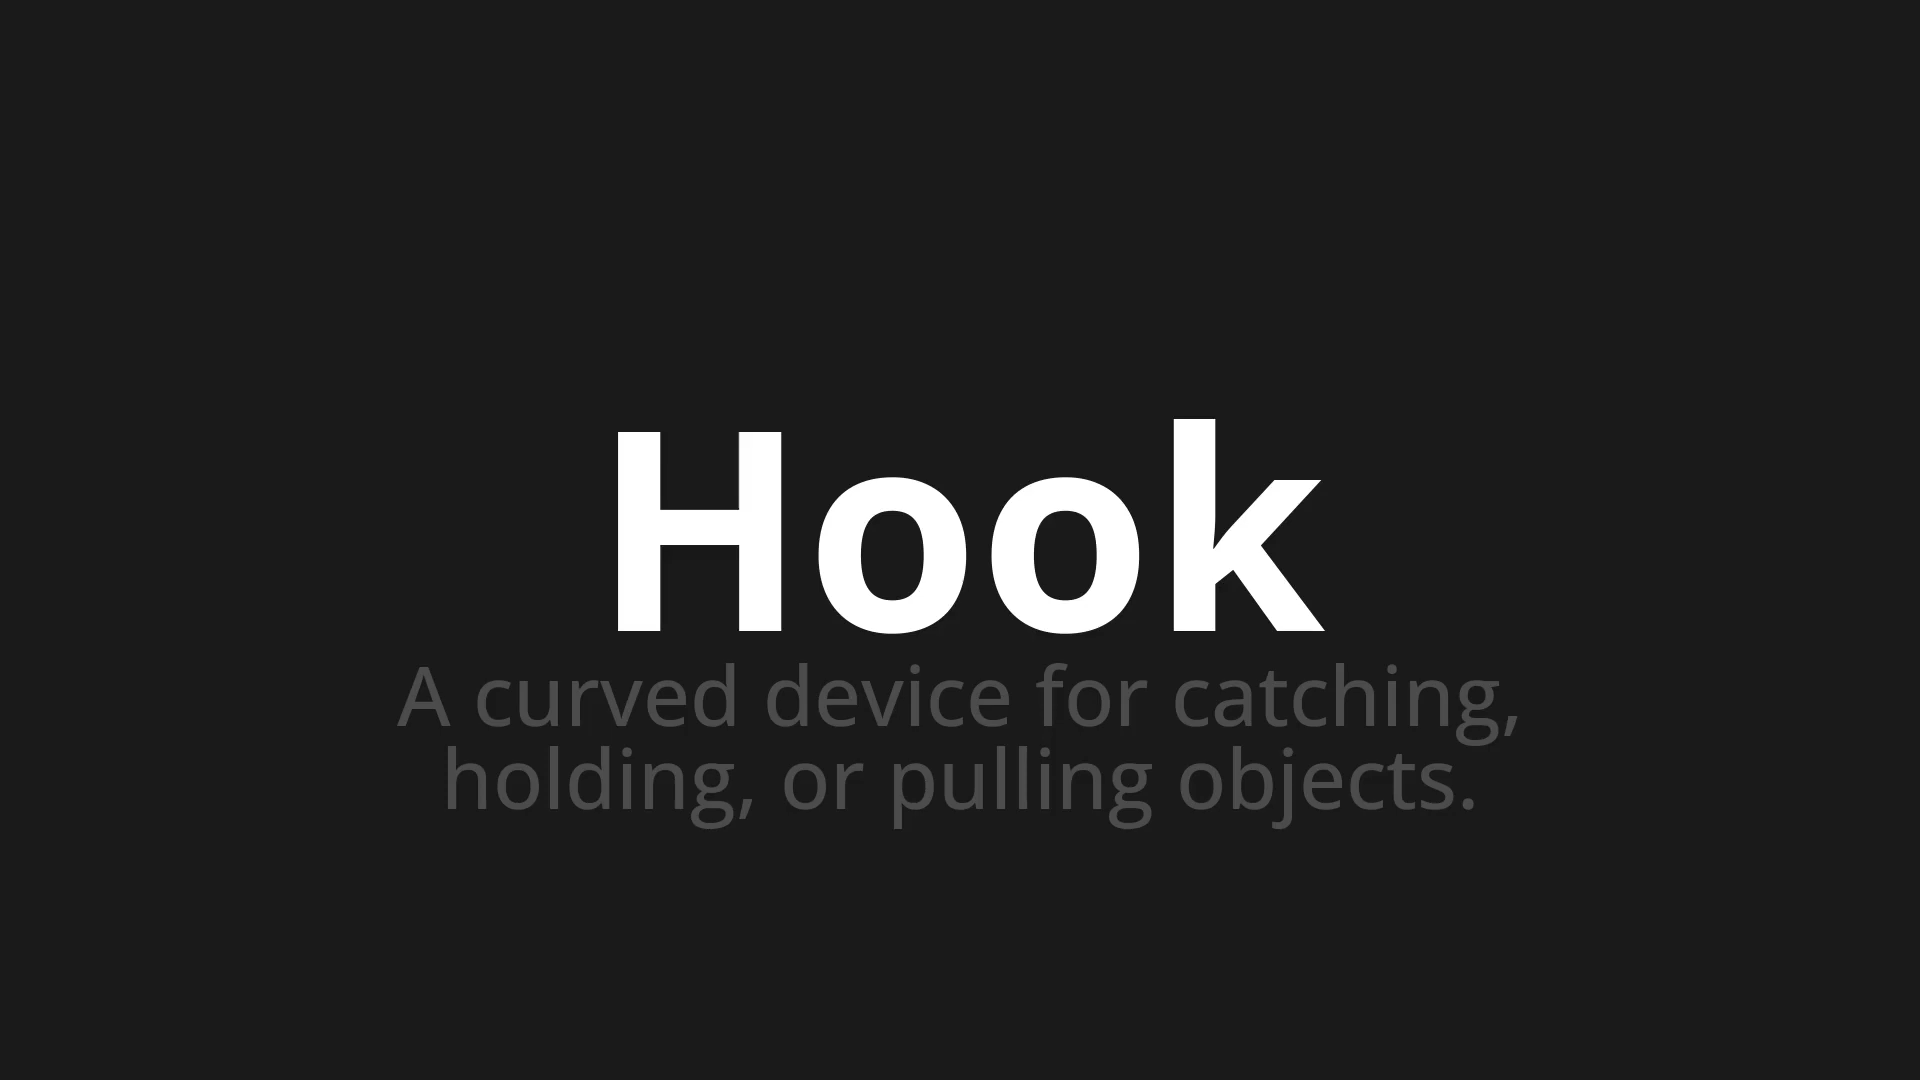 Hook
A curved device for catching,
holding, or pulling objects.